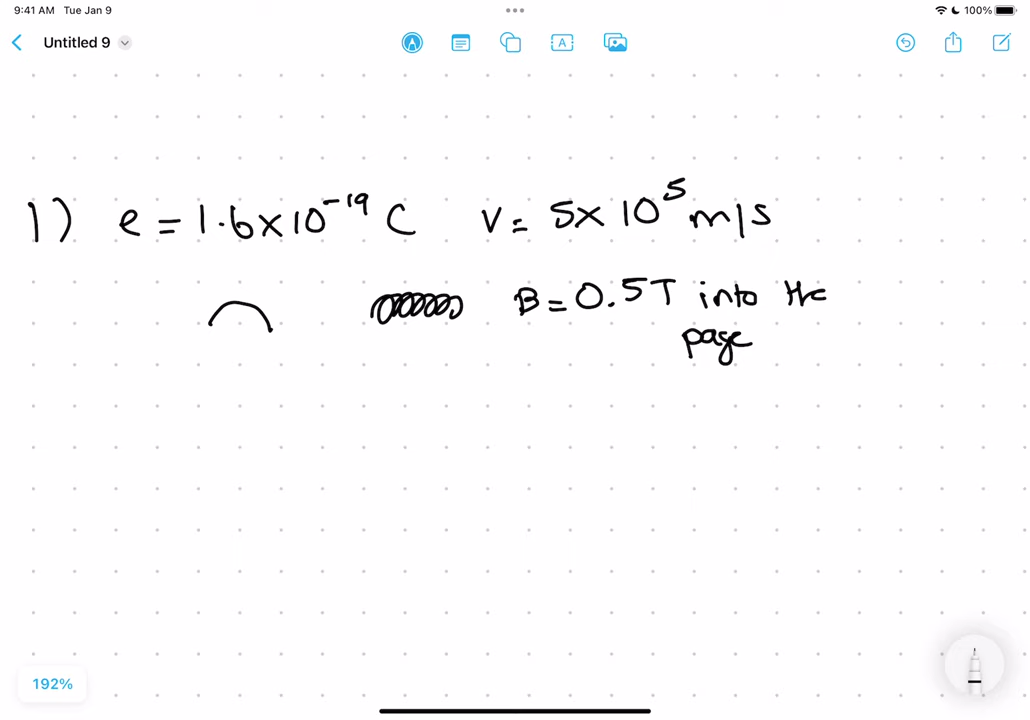 9:41 AM Tue Jan 9 100%
Untitled 9
1) e = 1.6×10⁻¹⁹ C v = 5×10⁵ m/s
B = 0.5T into the
page
192%